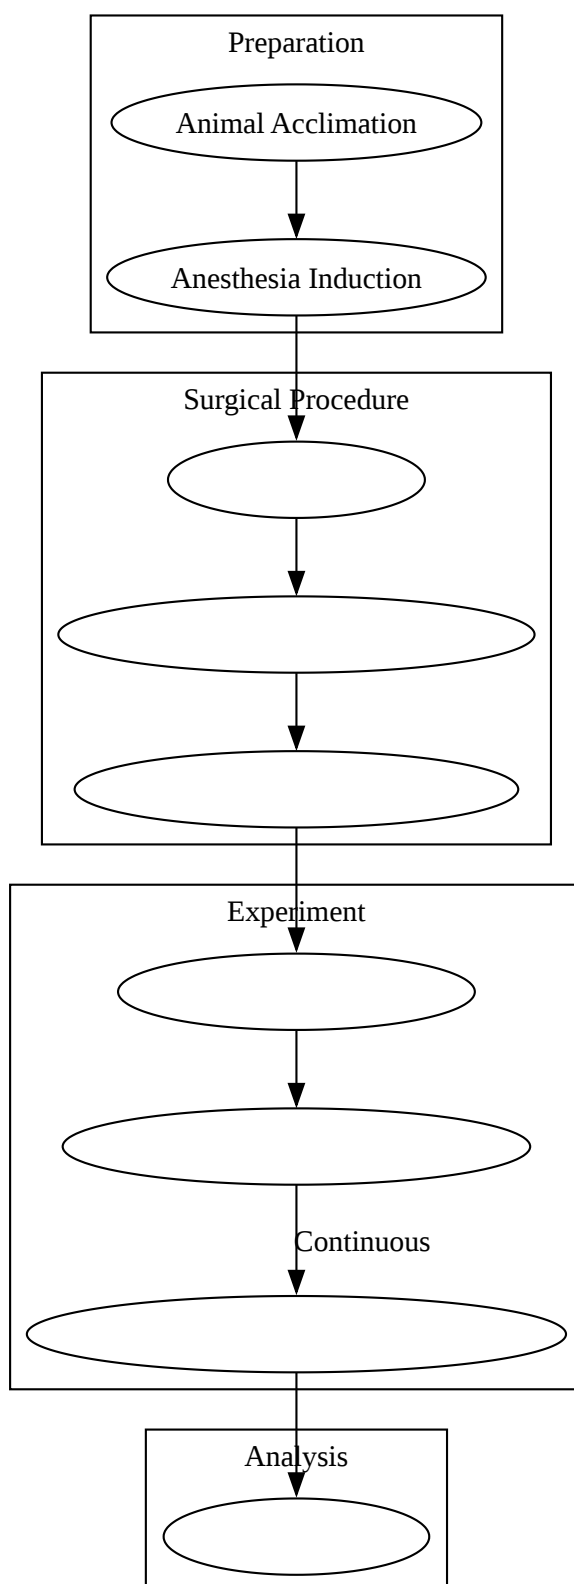 Preparation
Animal Acclimation
Anesthesia Induction
Surgical Procedure
Experiment
Continuous
Analysis